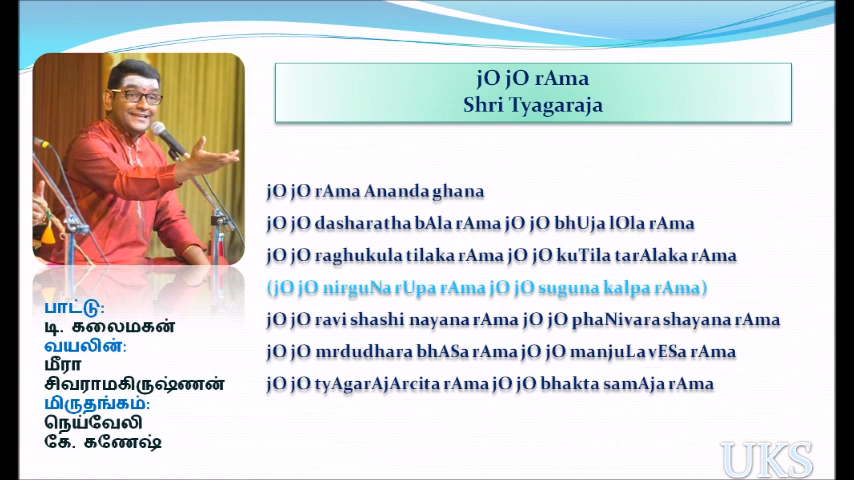 jO jO rAma
Shri Tyagaraja
jO jO rAma Ananda ghana
jO jO dasharatha bAla rAma jO jO bhUja lOla rAma
jO jO raghukula tilaka rAma jO jO kuTila tarAlaka rAma
(jO jO nirguNa rUpa rAma jO jO suguna kalpa rAma)
jO jO ravi shashi nayana rAma jO jO phaNivara shayana rAma
jO jO mrdudhara bhASa rAma jO jO manjuLa vESa rAma
jO jO tyAgarAjArcita rAma jO jO bhakta samAja rAma
பாட்டு:
டி. கலைமகன்
வயலின்:
மீரா
சிவராமகிருஷ்ணன்
மிருதங்கம்:
நெய்வேலி
கே. கணேஷ்
UKS